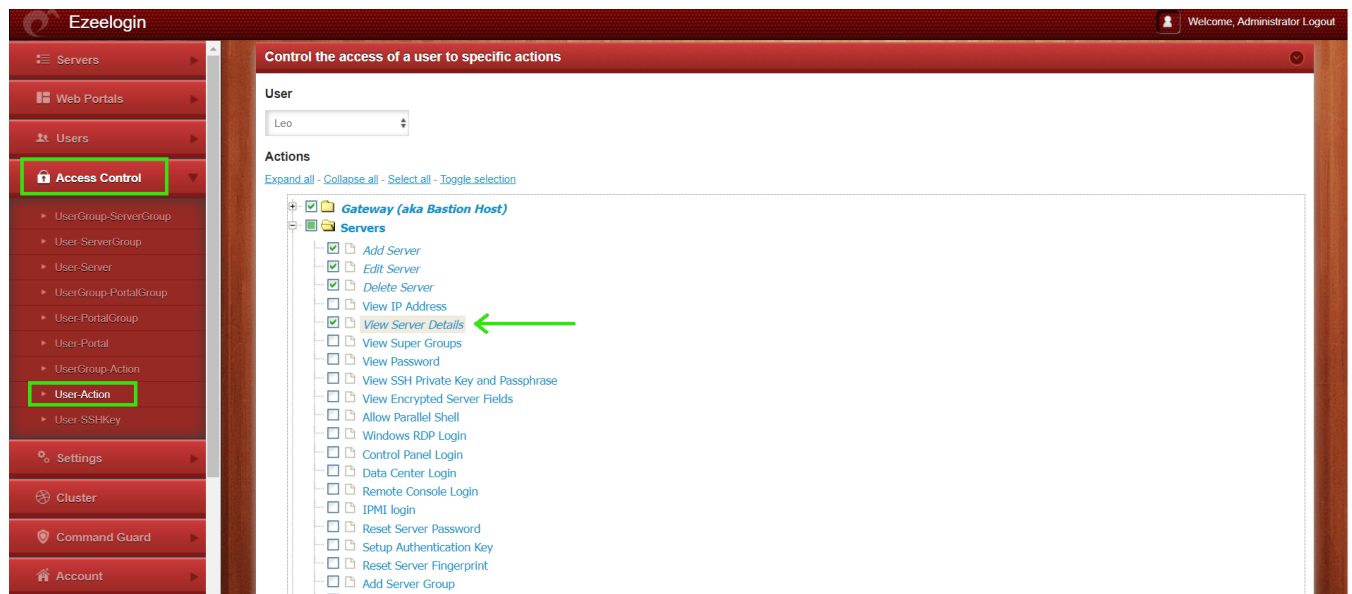 Ezeelogin
Welcome, Administrator Logout
Servers
Web Portals
Users
Access Control
UserGroup-ServerGroup
User-ServerGroup
User-Server
UserGroup-PortalGroup
User-PortalGroup
User-Portal
UserGroup-Action
User-Action
User-SSHKey
Settings
Cluster
Command Guard
Account
Control the access of a user to specific actions
User
Leo
Actions
Expand all - Collapse all - Select all - Toggle selection
Gateway (aka Bastion Host)
Servers
Add Server
Edit Server
Delete Server
View IP Address
View Server Details
View Super Groups
View Password
View SSH Private Key and Passphrase
View Encrypted Server Fields
Allow Parallel Shell
Windows RDP Login
Control Panel Login
Data Center Login
Remote Console Login
IPMI login
Reset Server Password
Setup Authentication Key
Reset Server Fingerprint
Add Server Group